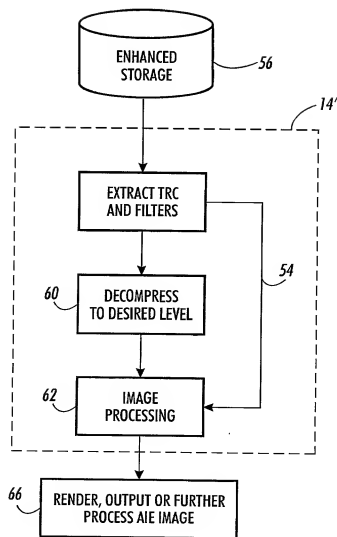 ENHANCED
STORAGE
56
14'
EXTRACT TRC
AND FILTERS
54
60
DECOMPRESS
TO DESIRED LEVEL
62
IMAGE
PROCESSING
66
RENDER, OUTPUT OR FURTHER
PROCESS AIE IMAGE